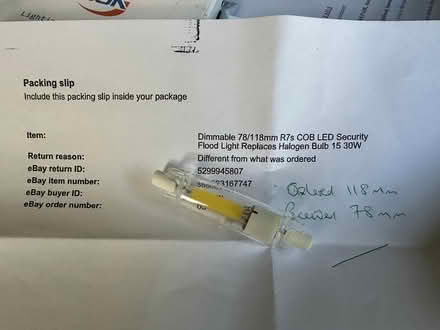 Packing slip
Include this packing slip inside your package
Item: Dimmable 78/118mm R7s COB LED Security
Flood Light Replaces Halogen Bulb 15 30W
Return reason: Different from what was ordered
eBay return ID: 5299945807
eBay item number: 167747
eBay buyer ID:
eBay order number:
Ordered 118mm
Received 78mm